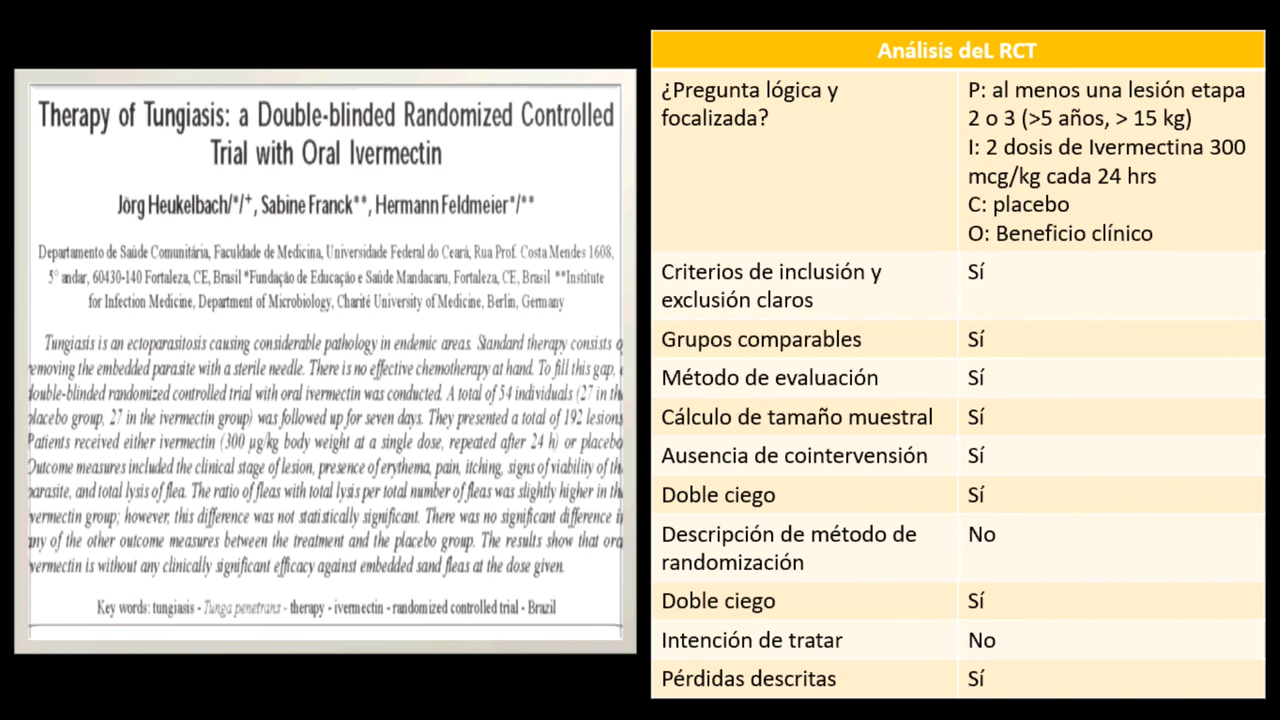 Therapy of Tungiasis: a Double-blinded Randomized Controlled
Trial with Oral Ivermectin
Jörg Heukelbach/*/+, Sabine Franck**, Hermann Feldmeier*/**
Departamento de Saúde Comunitária, Faculdade de Medicina, Universidade Federal do Ceará, Rua Prof. Costa Mendes 1608,
5º andar, 60430-140 Fortaleza, CE, Brasil *Fundação de Educação e Saúde Mandacaru, Fortaleza, CE, Brasil **Institute
for Infection Medicine, Department of Microbiology, Charité University of Medicine, Berlin, Germany
Tungiasis is an ectoparasitosis causing considerable pathology in endemic areas. Standard therapy consists o
emoving the embedded parasite with a sterile needle. There is no effective chemotherapy at hand. To fill this gap,
double-blinded randomized controlled trial with oral ivermectin was conducted. A total of 54 individuals (27 in th
placebo group, 27 in the ivermectin group) was followed up for seven days. They presented a total of 192 lesions
Patients received either ivermectin (300 µg/kg body weight at a single dose, repeated after 24 h) or placebo
Outcome measures included the clinical stage of lesion, presence of erythema, pain, itching, signs of viability of th
parasite, and total lysis of flea. The ratio of fleas with total lysis per total number of fleas was slightly higher in th
vermectin group; however, this difference was not statistically significant. There was no significant difference i
any of the other outcome measures between the treatment and the placebo group. The results show that ora
vermectin is without any clinically significant efficacy against embedded sand fleas at the dose given.
Key words: tungiasis - Tunga penetrans - therapy - ivermectin - randomized controlled trial - Brazil
Análisis deL RCT
¿Pregunta lógica y
focalizada?
P: al menos una lesión etapa
2 o 3 (>5 años, > 15 kg)
I: 2 dosis de Ivermectina 300
mcg/kg cada 24 hrs
C: placebo
O: Beneficio clínico
Criterios de inclusión y
exclusión claros
Sí
Grupos comparables
Sí
Método de evaluación
Sí
Cálculo de tamaño muestral
Sí
Ausencia de cointervensión
Sí
Doble ciego
Sí
Descripción de método de
randomización
No
Doble ciego
Sí
Intención de tratar
No
Pérdidas descritas
Sí